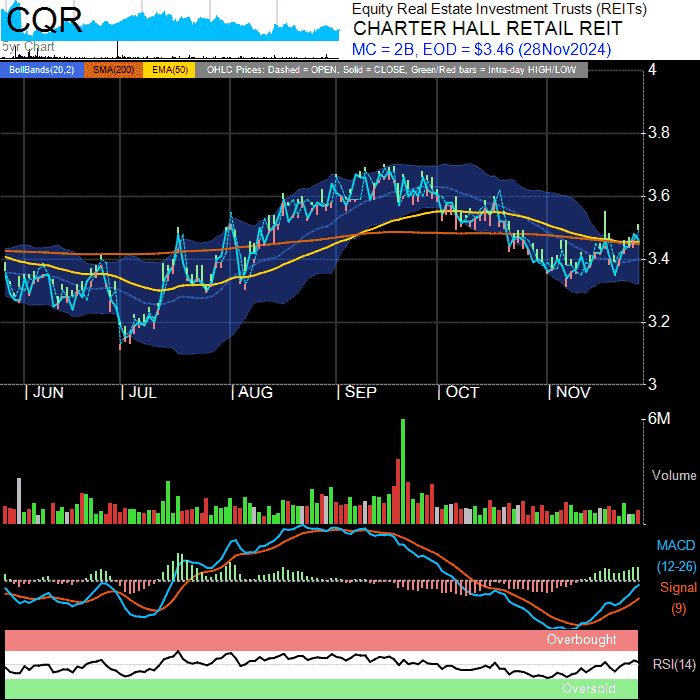 CQR
5yr Chart
Equity Real Estate Investment Trusts (REITs)
CHARTER HALL RETAIL REIT
MC = 2B, EOD = $3.46 (28Nov2024)
BollBands(20,2) SMA(200) EMA(50) OHLC Prices: Dashed = OPEN, Solid = CLOSE, Green/Red bars = Intra-day HIGH/LOW
4
3.8
3.6
3.4
3.2
3
JUN JUL AUG SEP OCT NOV
6M
Volume
MACD
(12-26)
Signal
(9)
Overbought
RSI(14)
Oversold